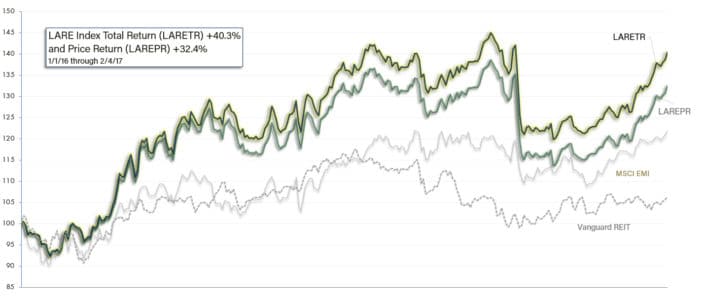 150
145
LARE Index Total Return (LARETR) +40.3%
and Price Return (LAREPR) +32.4%
1/1/16 through 2/4/17
LARETR
140
135
130
125
LAREPR
120
115
MSCI EMI
110
105
Vanguard REIT
100
95
90
85